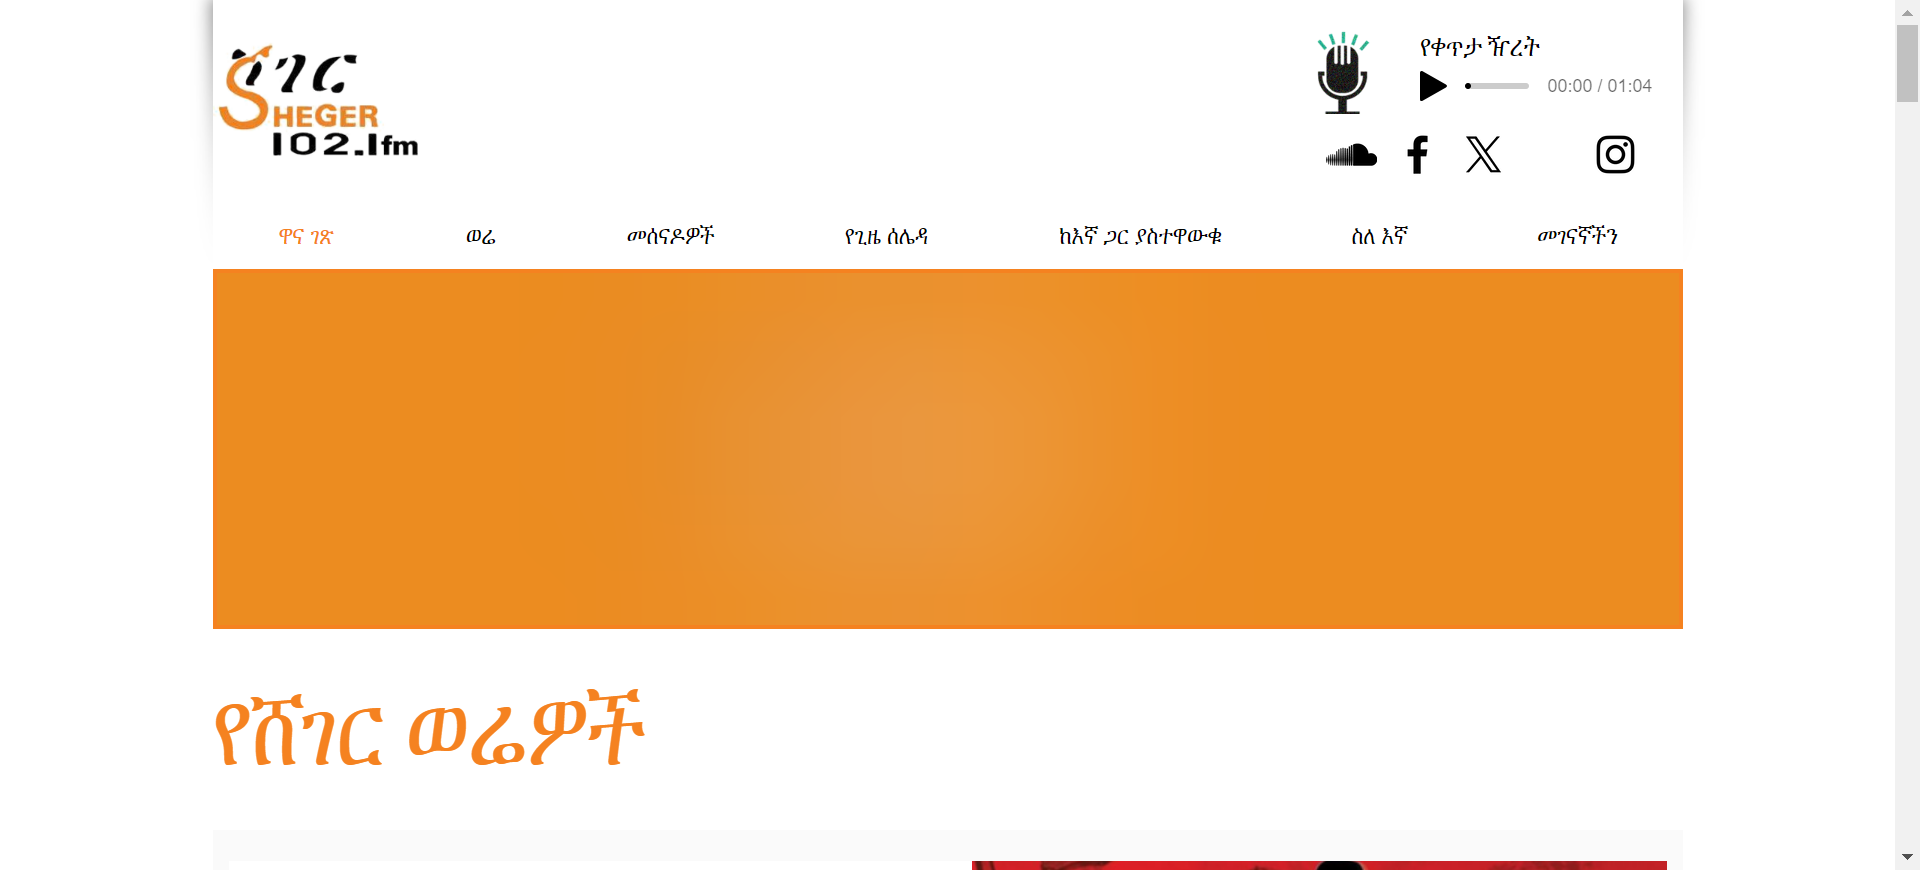 ሸገር
SHEGER
102.1fm
የቀጥታ ዥረት
00:00 / 01:04
ዋና ገጽ
ወሬ
መሰናዶዎች
የጊዜ ሰሌዳ
ከእኛ ጋር ያስተዋውቁ
ስለ እኛ
መገናኛችን
የሸገር ወሬዎች